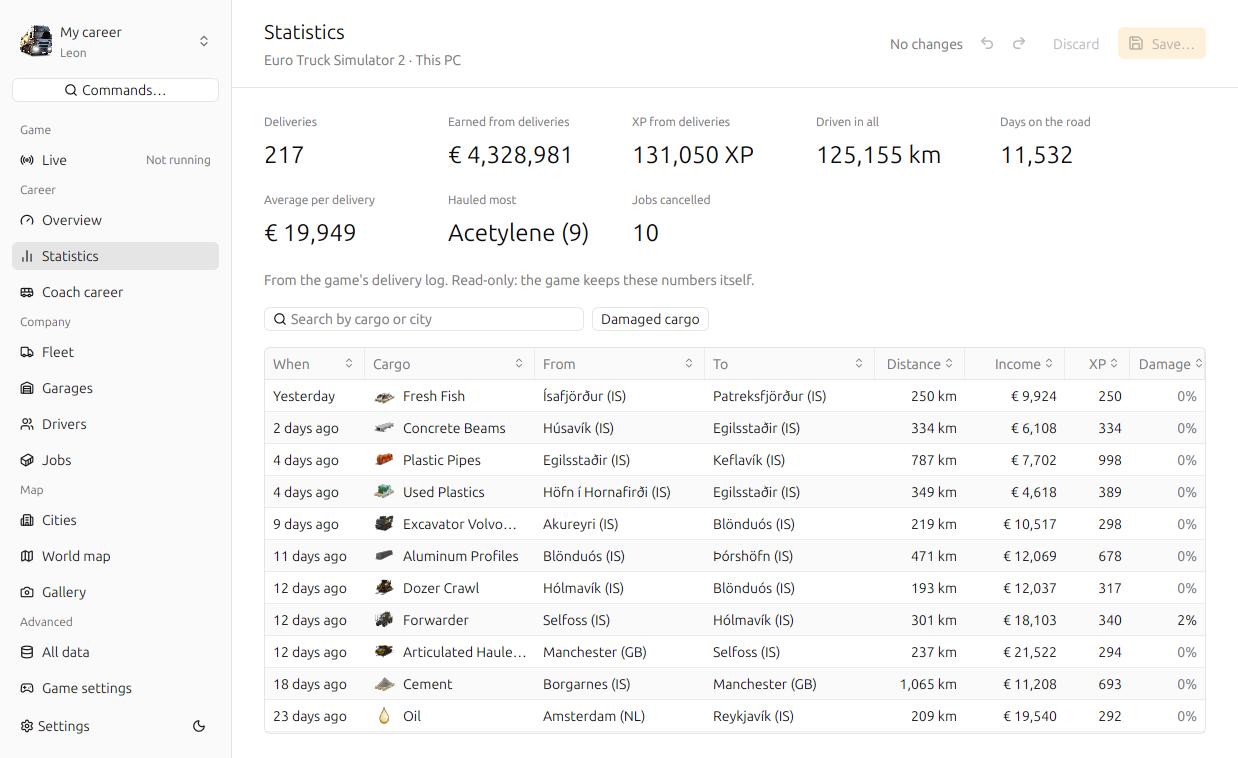 My career
Leon
Commands…
Game
Live Not running
Career
Overview
Statistics
Coach career
Company
Fleet
Garages
Drivers
Jobs
Map
Cities
World map
Gallery
Advanced
All data
Game settings
Settings
Statistics
Euro Truck Simulator 2 · This PC
No changes Discard Save…
Deliveries Earned from deliveries XP from deliveries Driven in all Days on the road
217 € 4,328,981 131,050 XP 125,155 km 11,532
Average per delivery Hauled most Jobs cancelled
€ 19,949 Acetylene (9) 10
From the game's delivery log. Read-only: the game keeps these numbers itself.
Search by cargo or city Damaged cargo
When Cargo From To Distance Income XP Damage
Yesterday Fresh Fish Ísafjörður (IS) Patreksfjörður (IS) 250 km € 9,924 250 0%
2 days ago Concrete Beams Húsavík (IS) Egilsstaðir (IS) 334 km € 6,108 334 0%
4 days ago Plastic Pipes Egilsstaðir (IS) Keflavík (IS) 787 km € 7,702 998 0%
4 days ago Used Plastics Höfn í Hornafirði (IS) Egilsstaðir (IS) 349 km € 4,618 389 0%
9 days ago Excavator Volvo… Akureyri (IS) Blönduós (IS) 219 km € 10,517 298 0%
11 days ago Aluminum Profiles Blönduós (IS) Þórshöfn (IS) 471 km € 12,069 678 0%
12 days ago Dozer Crawl Hólmavík (IS) Blönduós (IS) 193 km € 12,037 317 0%
12 days ago Forwarder Selfoss (IS) Hólmavík (IS) 301 km € 18,103 340 2%
12 days ago Articulated Haule… Manchester (GB) Selfoss (IS) 237 km € 21,522 294 0%
18 days ago Cement Borgarnes (IS) Manchester (GB) 1,065 km € 11,208 693 0%
23 days ago Oil Amsterdam (NL) Reykjavík (IS) 209 km € 19,540 292 0%